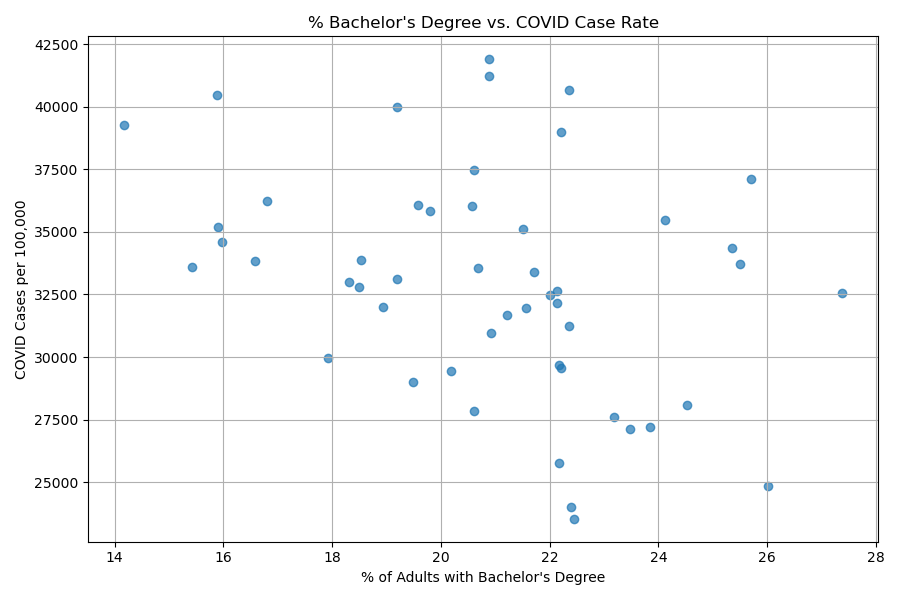 % Bachelor's Degree vs. COVID Case Rate
COVID Cases per 100,000
42500
40000
37500
35000
32500
30000
27500
25000
14 16 18 20 22 24 26 28
% of Adults with Bachelor's Degree